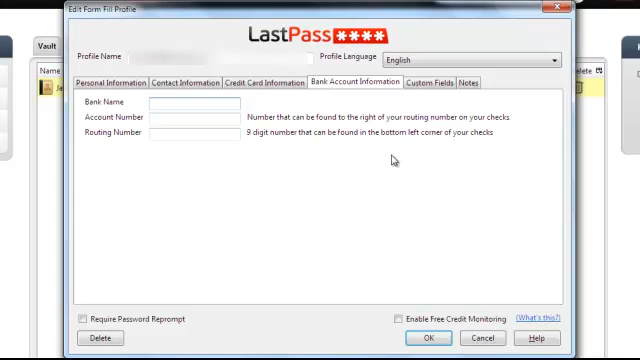 Edit Form Fill Profile
LastPass ****
Profile Name
Profile Language
English
Vault
Name
Personal Information
Contact Information
Credit Card Information
Bank Account Information
Custom Fields
Notes
Bank Name
Account Number
Number that can be found to the right of your routing number on your checks
Routing Number
9 digit number that can be found in the bottom left corner of your checks
Require Password Reprompt
Enable Free Credit Monitoring
(What's this?)
Delete
OK
Cancel
Help